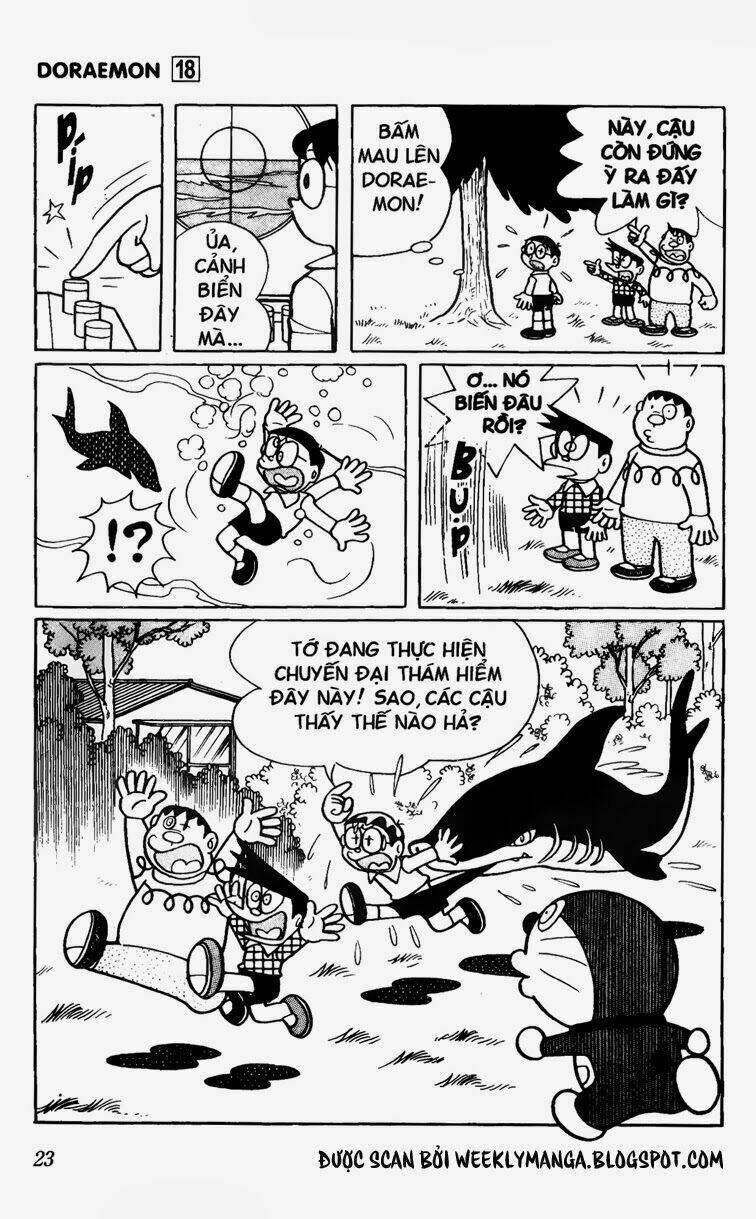 DORAEMON 18
BẤM
MAU LÊN
DORAE-
MON!
NÀY, CẬU
CÒN ĐỨNG
Ỳ RA ĐẤY
LÀM GÌ?
PÍP
ỦA,
CẢNH
BIỂN
ĐÂY
MÀ...
!?
Ơ... NÓ
BIẾN ĐÂU
RỒI?
BỤP
TỚ ĐANG THỰC HIỆN
CHUYẾN ĐẠI THÁM HIỂM
ĐÂY NÀY! SAO, CÁC CẬU
THẤY THẾ NÀO HẢ?
23
ĐƯỢC SCAN BỞI WEEKLYMANGA.BLOGSPOT.COM